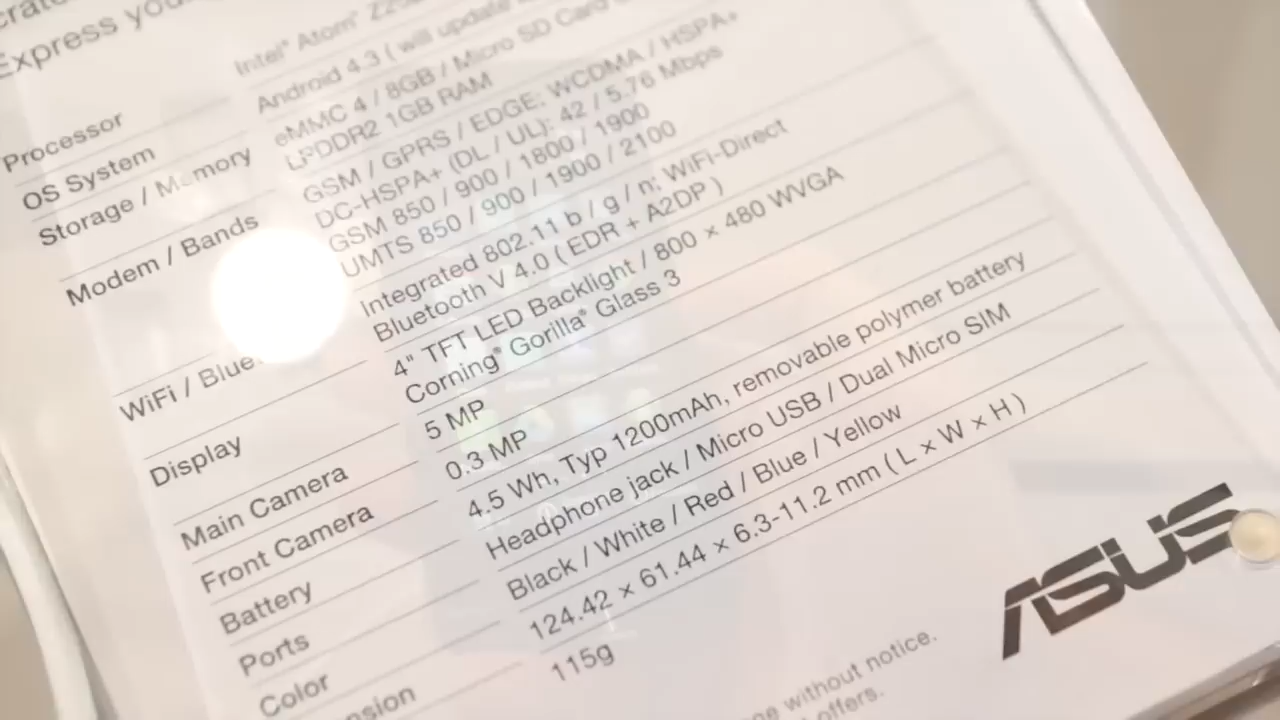 Express
Processor Intel® Atom™
OS System Android 4.3 ( will update
Storage / Memory eMMC 4 / 8GB / Micro SD Card
LPDDR2 1GB RAM
Modem / Bands GSM / GPRS / EDGE: WCDMA / HSPA+
DC-HSPA+ (DL / UL): 42 / 5.76 Mbps
GSM 850 / 900 / 1800 / 1900
UMTS 850 / 900 / 1900 / 2100
WiFi / Blue Integrated 802.11 b / g / n; WiFi-Direct
Bluetooth V 4.0 ( EDR + A2DP )
Display 4" TFT LED Backlight / 800 × 480 WVGA
Corning® Gorilla® Glass 3
Main Camera 5 MP
Front Camera 0.3 MP
Battery 4.5 Wh, Typ 1200mAh, removable polymer battery
Ports Headphone jack / Micro USB / Dual Micro SIM
Color Black / White / Red / Blue / Yellow
ension 124.42 × 61.44 × 6.3-11.2 mm ( L × W × H )
115g
without notice.
offers.
ASUS